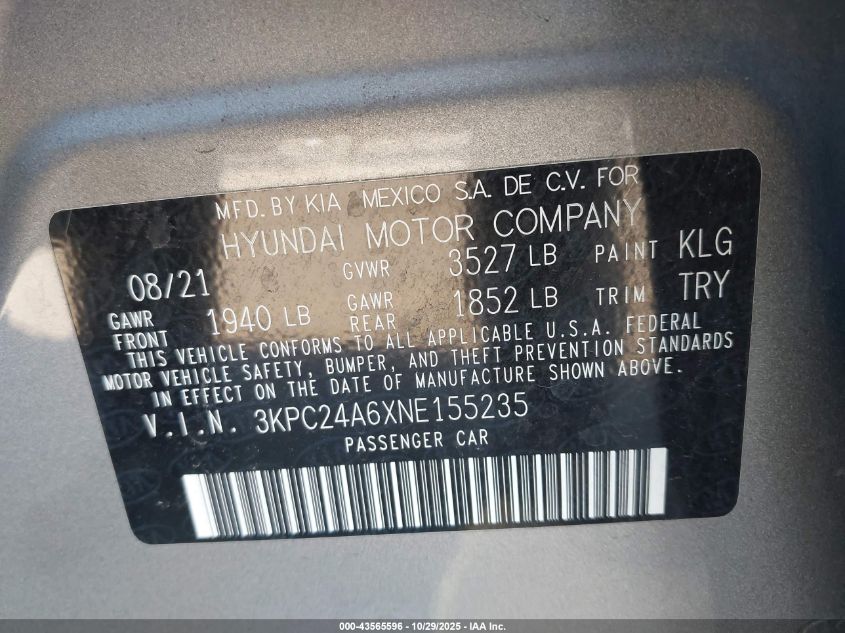 MFD. BY KIA MEXICO S.A. DE C.V. FOR
HYUNDAI MOTOR COMPANY
08/21 GVWR 3527 LB PAINT KLG
GAWR FRONT 1940 LB GAWR REAR 1852 LB TRIM TRY
THIS VEHICLE CONFORMS TO ALL APPLICABLE U.S.A. FEDERAL
MOTOR VEHICLE SAFETY, BUMPER, AND THEFT PREVENTION STANDARDS
IN EFFECT ON THE DATE OF MANUFACTURE SHOWN ABOVE.
V.I.N. 3KPC24A6XNE155235
PASSENGER CAR
000-43565596 - 10/29/2025 - IAA Inc.